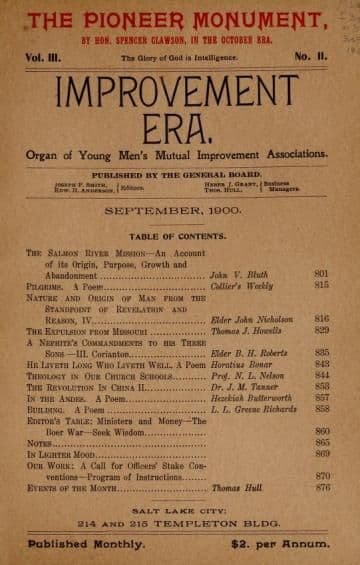 THE PIONEER MONUMENT,
BY HON. SPENCER CLAWSON, IN THE OCTOBER ERA.
Vol. III. The Glory of God is Intelligence. No. II.
IMPROVEMENT
ERA.
Organ of Young Men's Mutual Improvement Associations.
PUBLISHED BY THE GENERAL BOARD.
JOSEPH F. SMITH, EDW. H. ANDERSON, } Editors. HEBER J. GRANT, THOS. HULL, } Business Managers.
SEPTEMBER, 1900.
TABLE OF CONTENTS.
THE SALMON RIVER MISSION—An Account
of its Origin, Purpose, Growth and
Abandonment ........ John V. Bluth 801
PILGRIMS. A Poem ........ Collier's Weekly 815
NATURE AND ORIGIN OF MAN FROM THE
STANDPOINT OF REVELATION AND
REASON, IV. ........ Elder John Nicholson 816
THE EXPULSION FROM MISSOURI ........ Thomas J. Howells 829
A NEPHITE'S COMMANDMENTS TO HIS THREE
SONS—III. Corianton ........ Elder B. H. Roberts 835
HE LIVETH LONG WHO LIVETH WELL, A Poem Horatius Bonar 843
THEOLOGY IN OUR CHURCH SCHOOLS ........ Prof. N. L. Nelson 844
THE REVOLUTION IN CHINA II. ........ Dr. J. M. Tanner 853
IN THE ANDES. A Poem ........ Hezekiah Butterworth 857
BUILDING. A Poem ........ L. L. Greene Richards 858
EDITOR'S TABLE: Ministers and Money—The
Boer War—Seek Wisdom ........ 860
NOTES ........ 865
IN LIGHTER MOOD ........ 869
OUR WORK: A Call for Officers' Stake Con-
ventions—Program of Instructions ........ 870
EVENTS OF THE MONTH ........ Thomas Hull 876
SALT LAKE CITY:
214 AND 215 TEMPLETON BLDG.
Published Monthly. $2. per Annum.